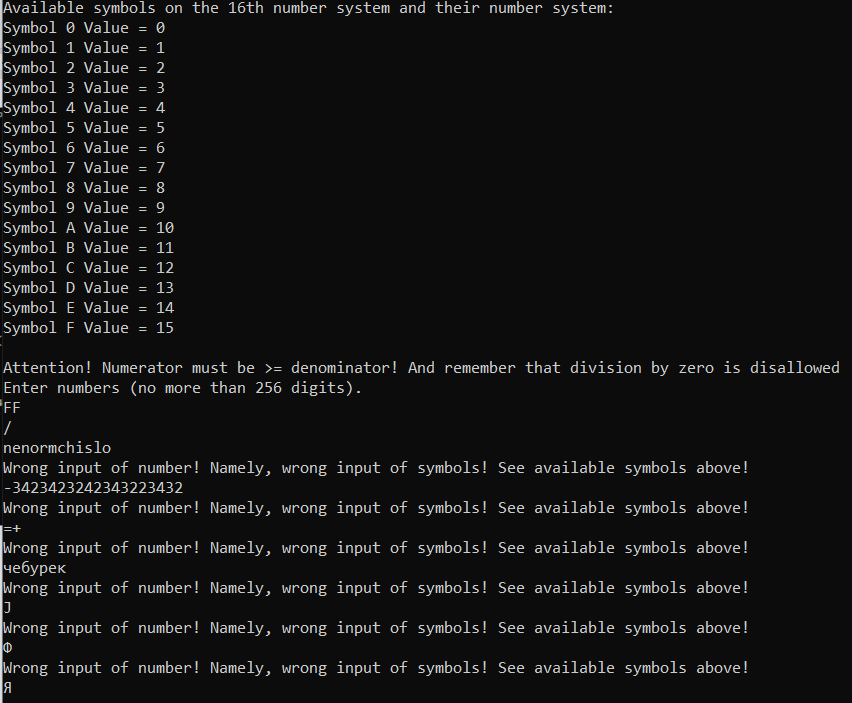 Available symbols on the 16th number system and their number system:
Symbol 0 Value = 0
Symbol 1 Value = 1
Symbol 2 Value = 2
Symbol 3 Value = 3
Symbol 4 Value = 4
Symbol 5 Value = 5
Symbol 6 Value = 6
Symbol 7 Value = 7
Symbol 8 Value = 8
Symbol 9 Value = 9
Symbol A Value = 10
Symbol B Value = 11
Symbol C Value = 12
Symbol D Value = 13
Symbol E Value = 14
Symbol F Value = 15
Attention! Numerator must be >= denominator! And remember that division by zero is disallowed
Enter numbers (no more than 256 digits).
FF
/
nenormchislo
Wrong input of number! Namely, wrong input of symbols! See available symbols above!
-3423423242343223432
Wrong input of number! Namely, wrong input of symbols! See available symbols above!
=+
Wrong input of number! Namely, wrong input of symbols! See available symbols above!
чебурек
Wrong input of number! Namely, wrong input of symbols! See available symbols above!
J
Wrong input of number! Namely, wrong input of symbols! See available symbols above!
Ф
Wrong input of number! Namely, wrong input of symbols! See available symbols above!
Я